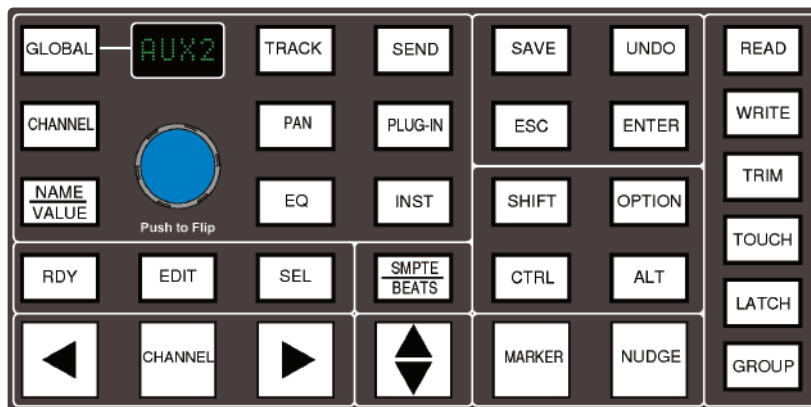 GLOBAL
AUX2
TRACK
SEND
SAVE
UNDO
READ
CHANNEL
PAN
PLUG-IN
ESC
ENTER
WRITE
NAME
VALUE
Push to Flip
EQ
INST
SHIFT
OPTION
TRIM
TOUCH
RDY
EDIT
SEL
SMPTE
BEATS
CTRL
ALT
LATCH
CHANNEL
MARKER
NUDGE
GROUP